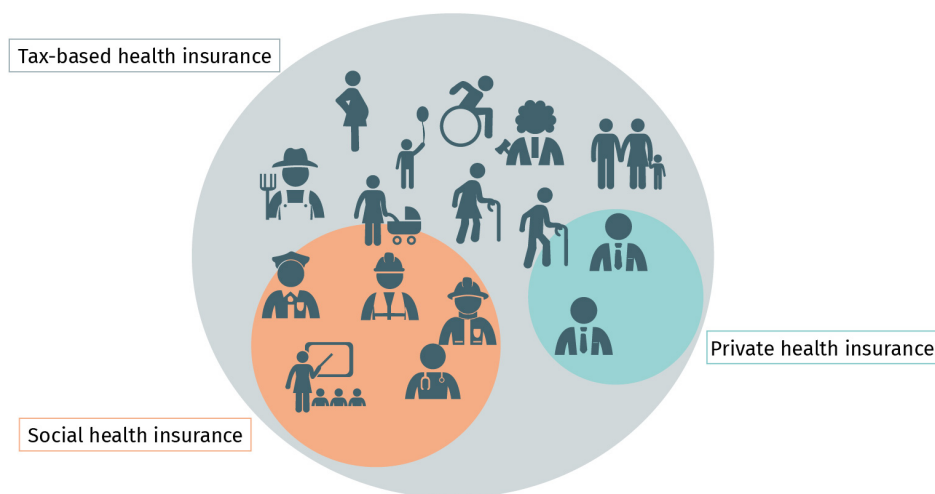 Tax-based health insurance
Private health insurance
Social health insurance